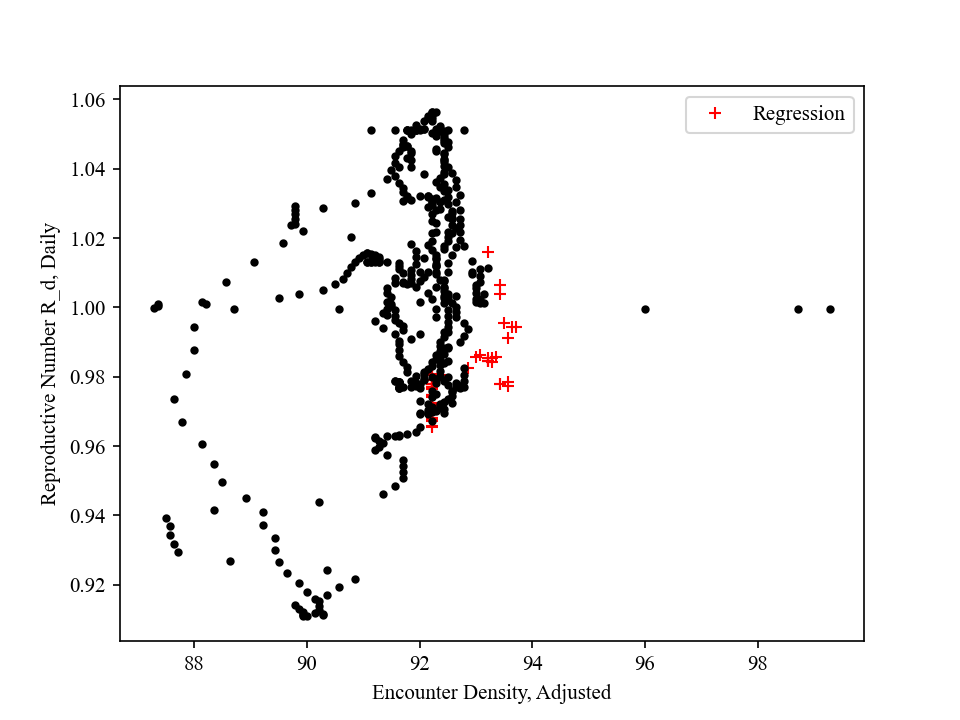 1.06
1.04
1.02
1.00
0.98
0.96
0.94
0.92
Reproductive Number R_d, Daily
Regression
88 90 92 94 96 98
Encounter Density, Adjusted